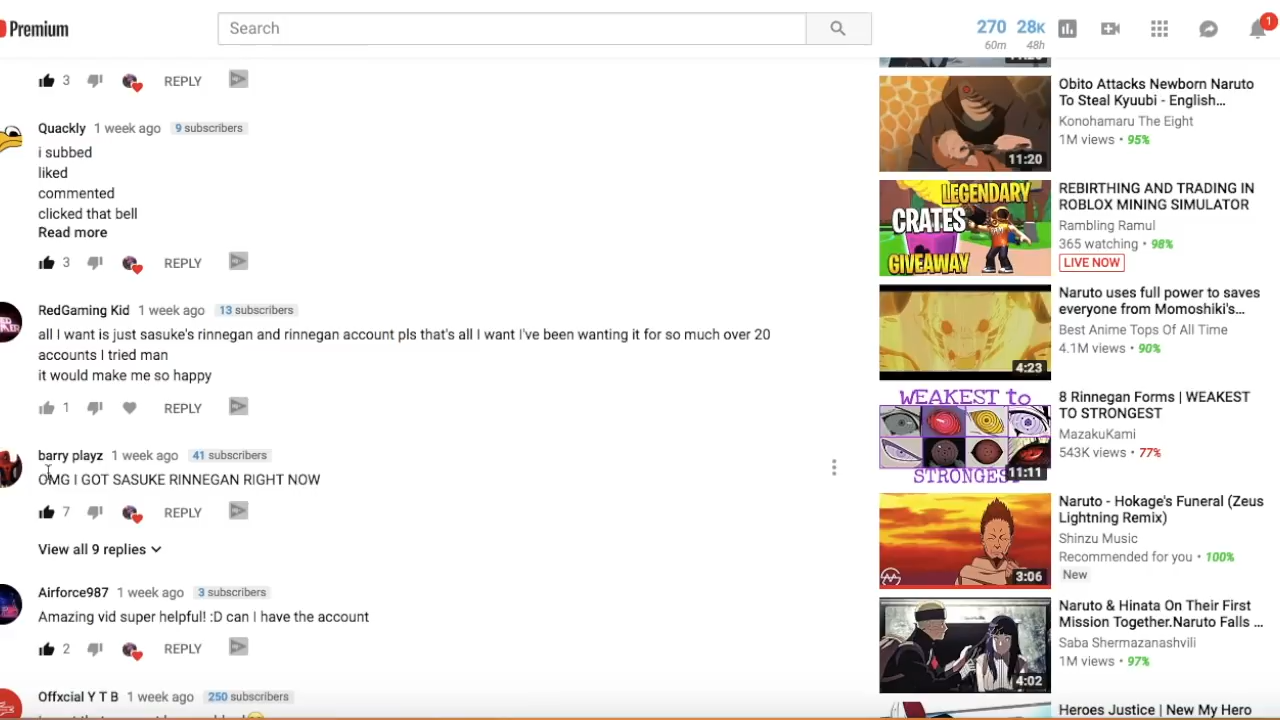 Premium
Search
270
28K
60m
48h
1
3
REPLY
Quackly 1 week ago 9 subscribers
i subbed
liked
commented
clicked that bell
Read more
3
REPLY
RedGaming Kid 1 week ago 13 subscribers
all I want is just sasuke's rinnegan and rinnegan account pls that's all I want I've been wanting it for so much over 20
accounts I tried man
it would make me so happy
1
REPLY
barry playz 1 week ago 41 subscribers
OMG I GOT SASUKE RINNEGAN RIGHT NOW
7
REPLY
View all 9 replies
Airforce987 1 week ago 3 subscribers
Amazing vid super helpful! :D can I have the account
2
REPLY
Offxcial Y T B 1 week ago 250 subscribers
11:20
Obito Attacks Newborn Naruto
To Steal Kyuubi - English...
Konohamaru The Eight
1M views • 95%
LEGENDARY
CRATES
GIVEAWAY
REBIRTHING AND TRADING IN
ROBLOX MINING SIMULATOR
Rambling Ramul
365 watching • 98%
LIVE NOW
4:23
Naruto uses full power to saves
everyone from Momoshiki's...
Best Anime Tops Of All Time
4.1M views • 90%
WEAKEST to
STRONGEST
11:11
8 Rinnegan Forms | WEAKEST
TO STRONGEST
MazakuKami
543K views • 77%
3:06
Naruto - Hokage's Funeral (Zeus
Lightning Remix)
Shinzu Music
Recommended for you • 100%
New
4:02
Naruto & Hinata On Their First
Mission Together.Naruto Falls ...
Saba Shermazanashvili
1M views • 97%
Heroes Justice | New My Hero